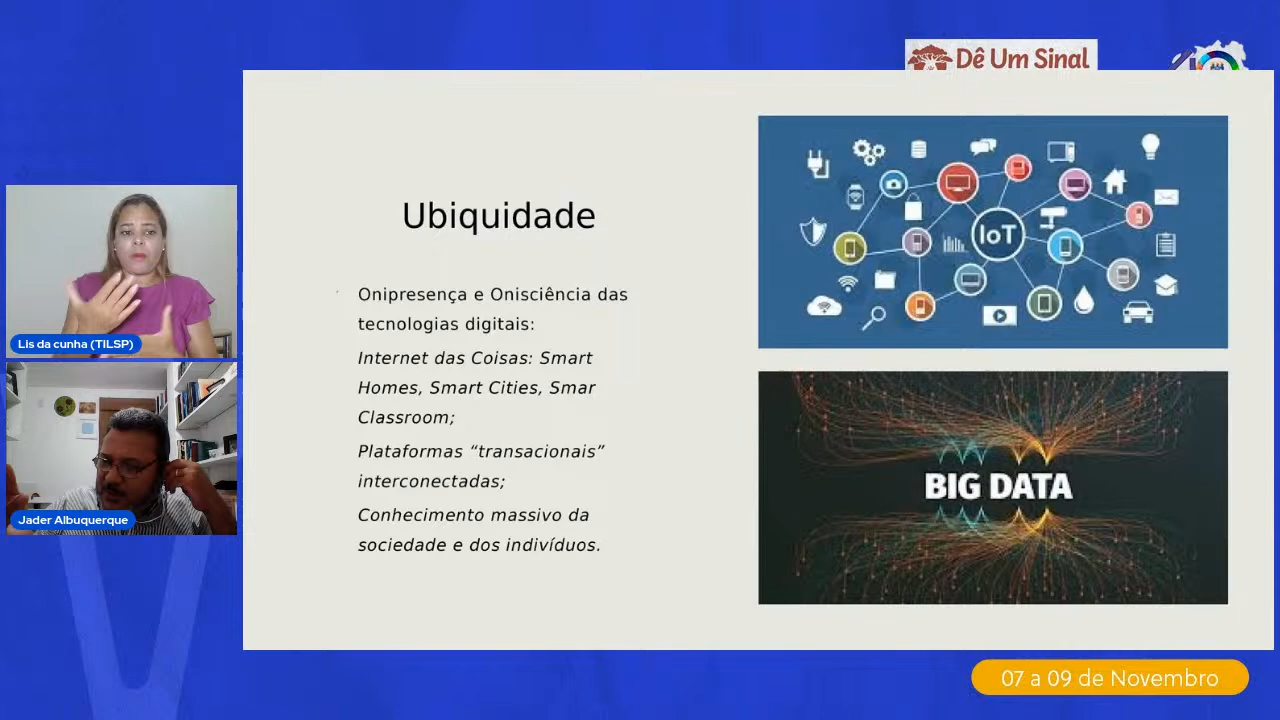 Dê Um Sinal
Ubiquidade
Onipresença e Onisciência das
tecnologias digitais:
Internet das Coisas: Smart
Homes, Smart Cities, Smar
Classroom;
Plataformas “transacionais”
interconectadas;
Conhecimento massivo da
sociedade e dos indivíduos.
IoT
BIG DATA
Lis da cunha (TILSP)
Jader Albuquerque
07 a 09 de Novembro